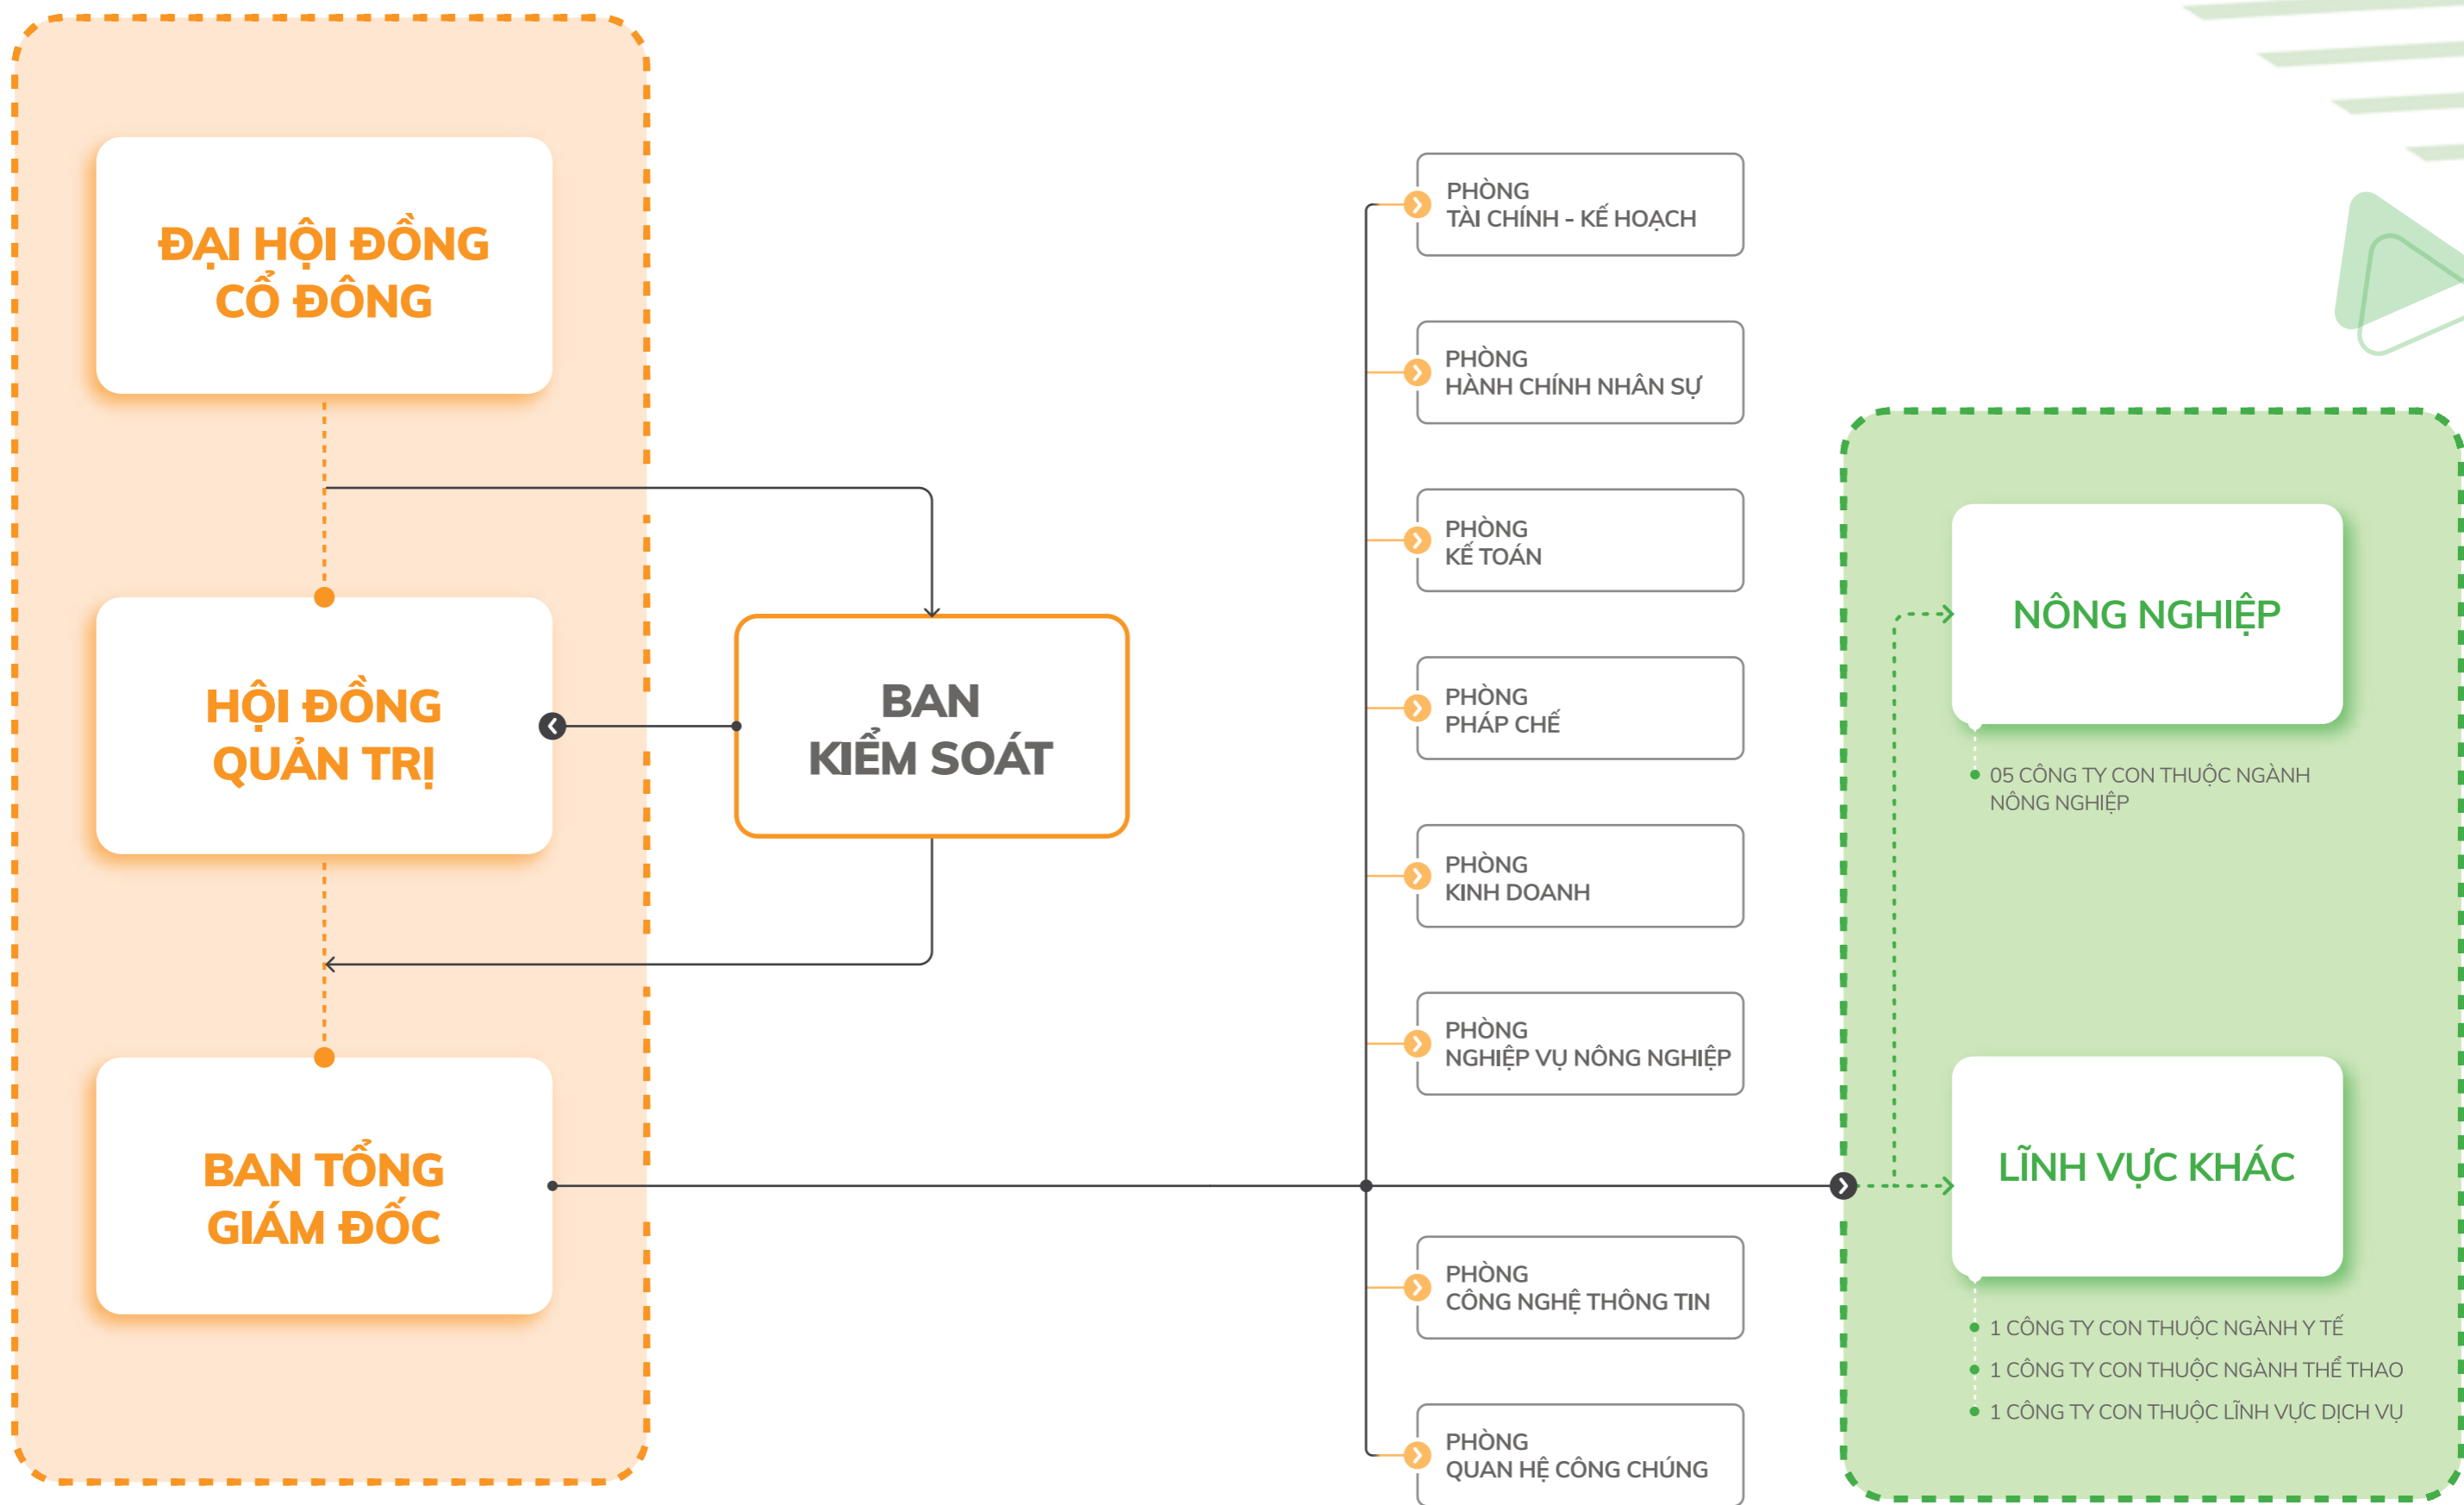 ĐẠI HỘI ĐỒNG
CỔ ĐÔNG
HỘI ĐỒNG
QUẢN TRỊ
BAN TỔNG
GIÁM ĐỐC
BAN
KIỂM SOÁT
PHÒNG
TÀI CHÍNH - KẾ HOẠCH
PHÒNG
HÀNH CHÍNH NHÂN SỰ
PHÒNG
KẾ TOÁN
PHÒNG
PHÁP CHẾ
PHÒNG
KINH DOANH
PHÒNG
NGHIỆP VỤ NÔNG NGHIỆP
PHÒNG
CÔNG NGHỆ THÔNG TIN
PHÒNG
QUAN HỆ CÔNG CHÚNG
NÔNG NGHIỆP
05 CÔNG TY CON THUỘC NGÀNH
NÔNG NGHIỆP
LĨNH VỰC KHÁC
1 CÔNG TY CON THUỘC NGÀNH Y TẾ
1 CÔNG TY CON THUỘC NGÀNH THỂ THAO
1 CÔNG TY CON THUỘC LĨNH VỰC DỊCH VỤ